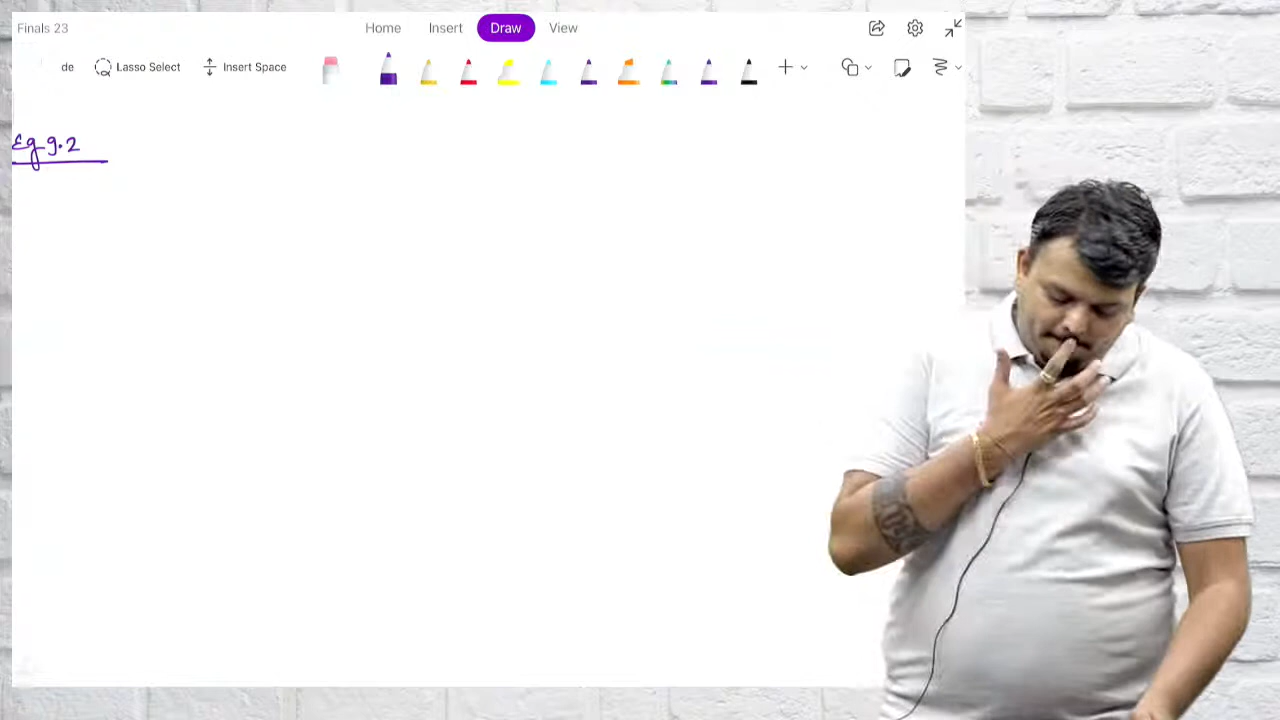 Finals 23
Home Insert Draw View
de Lasso Select Insert Space
Eg 9.2